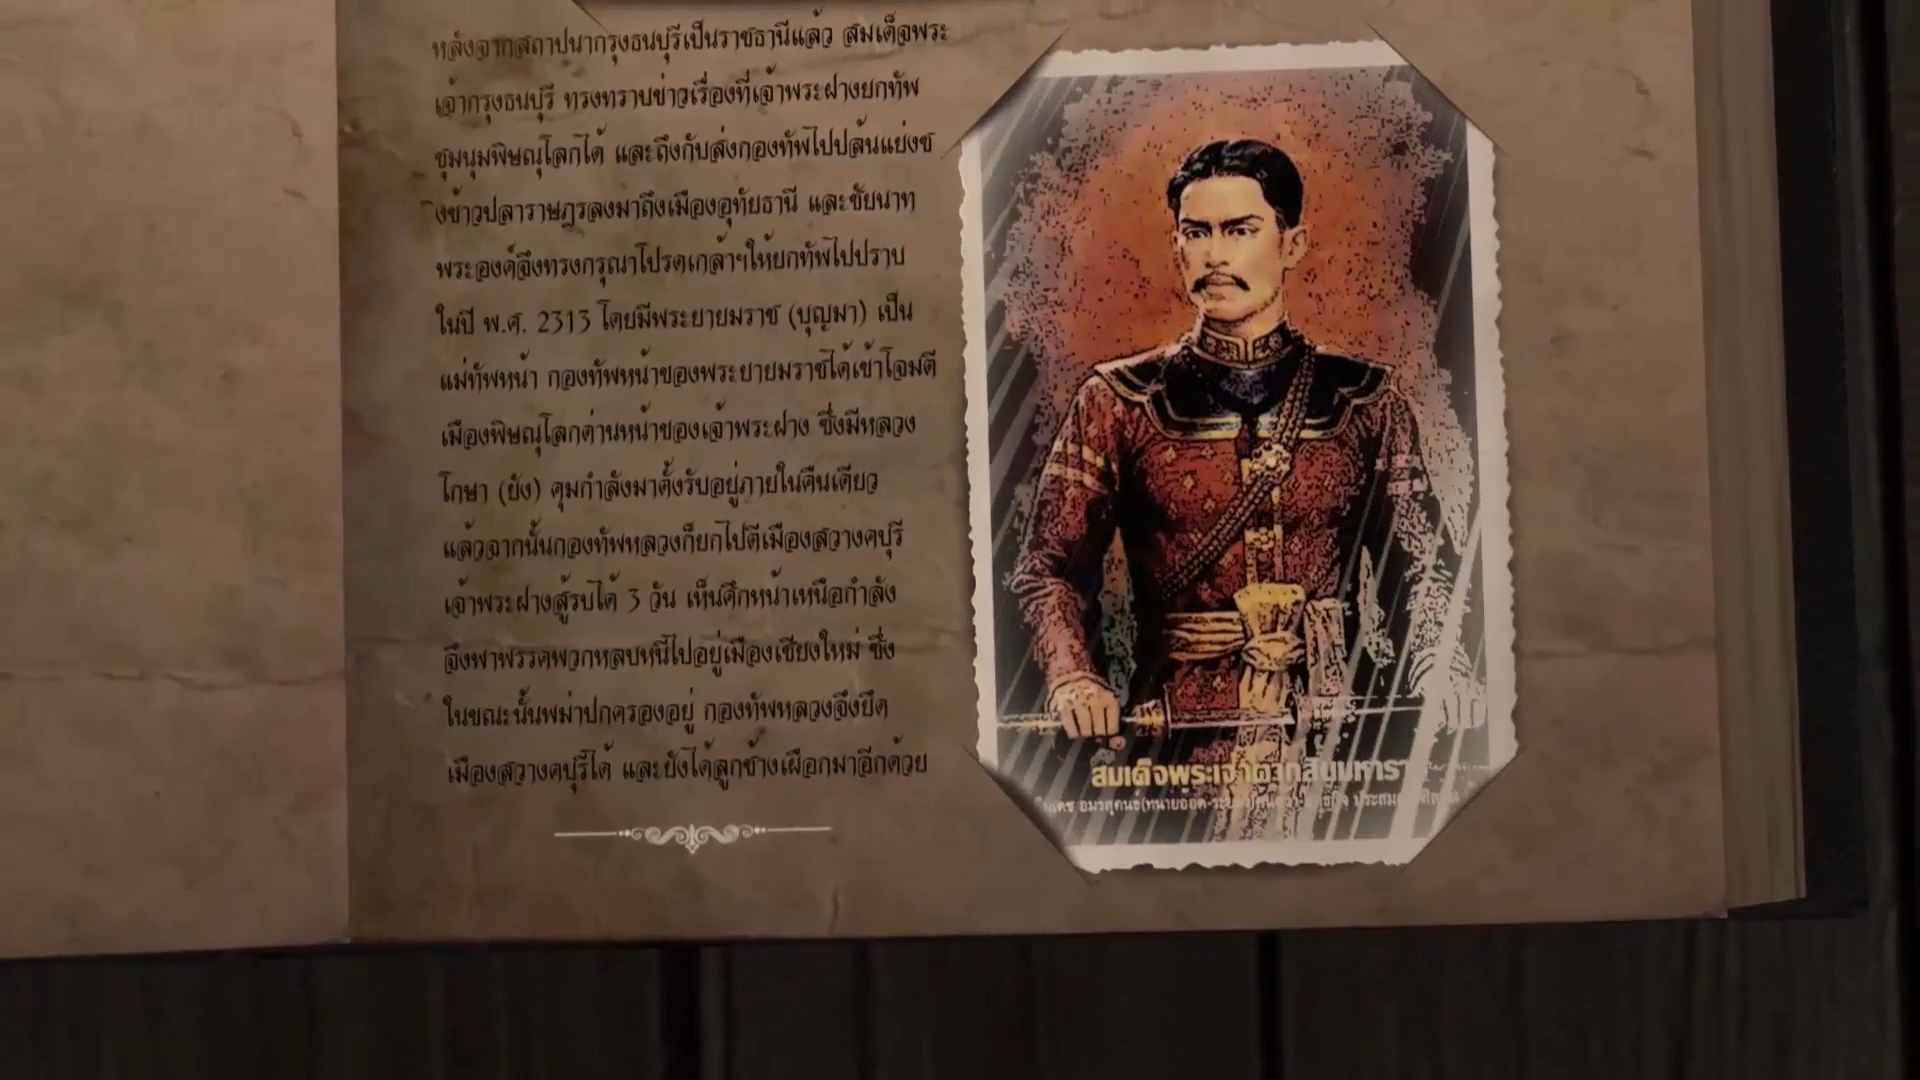 หลังจากสถาปนากรุงธนบุรีเป็นราชธานีแล้ว สมเด็จพระ
เจ้ากรุงธนบุรี ทรงทราบข่าวเรื่องที่เจ้าพระฝางยกทัพ
ชุมนุมพิษณุโลกได้ และถึงกับส่งกองทัพไปปล้นแย่งช
ิงข้าวปลาราษฎรลงมาถึงเมืองอุทัยธานี และชัยนาท
พระองค์จึงทรงกรุณาโปรดเกล้าฯให้ยกทัพไปปราบ
ในปี พ.ศ. 2313 โดยมีพระยายมราช (บุญมา) เป็น
แม่ทัพหน้า กองทัพหน้าของพระยายมราชได้เข้าโจมตี
เมืองพิษณุโลกด่านหน้าของเจ้าพระฝาง ซึ่งมีหลวง
โกษา (ยัง) คุมกำลังมาตั้งรับอยู่ภายในคืนเดียว
แล้วจากนั้นกองทัพหลวงก็ยกไปตีเมืองสวางคบุรี
เจ้าพระฝางสู้รบได้ 3 วัน เห็นศึกหน้าเหนือกำลัง
จึงพาพรรคพวกหลบหนีไปอยู่เมืองเชียงใหม่ ซึ่ง
ในขณะนั้นพม่าปกครองอยู่ กองทัพหลวงจึงยึด
เมืองสวางคบุรีได้ และยังได้ลูกช้างเผือกมาอีกด้วย
สมเด็จพระเจ้าตากสินมหารา